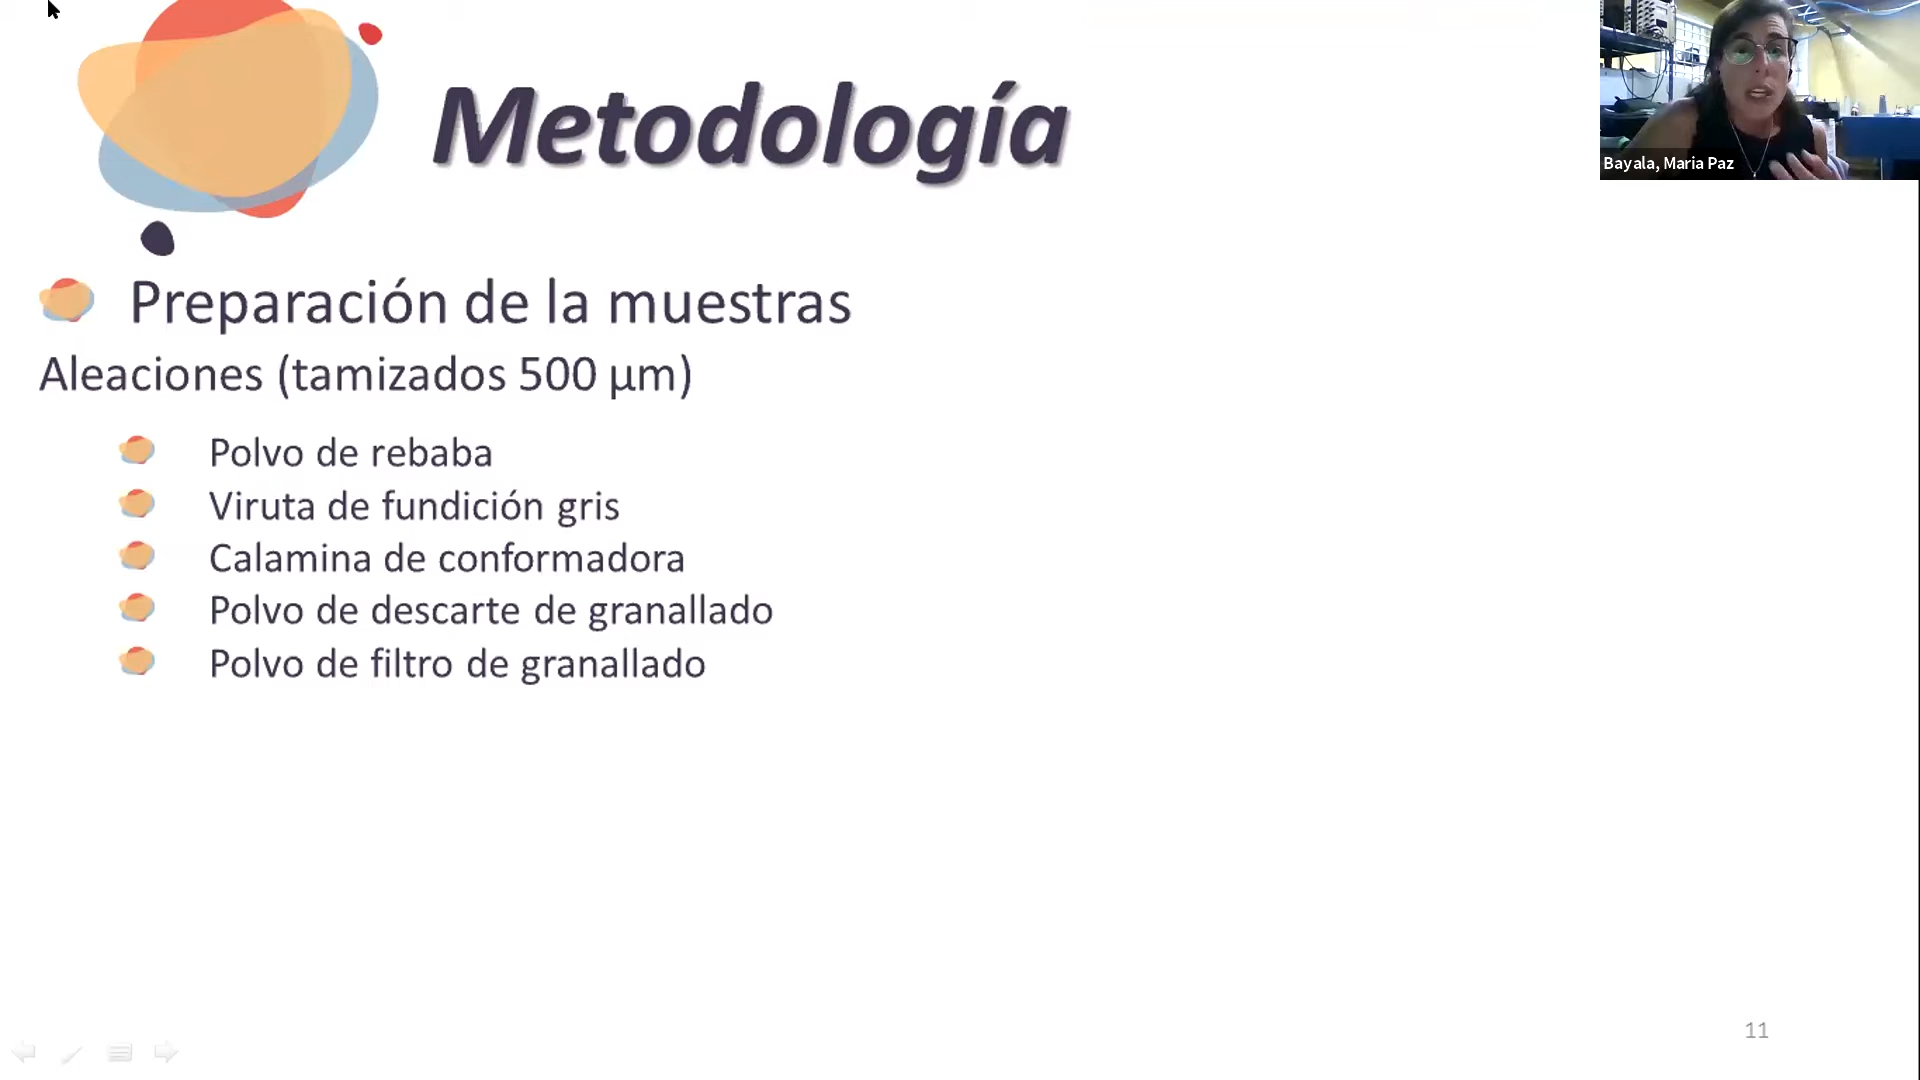 Metodología
Bayala, Maria Paz
Preparación de la muestras
Aleaciones (tamizados 500 µm)
Polvo de rebaba
Viruta de fundición gris
Calamina de conformadora
Polvo de descarte de granallado
Polvo de filtro de granallado
11